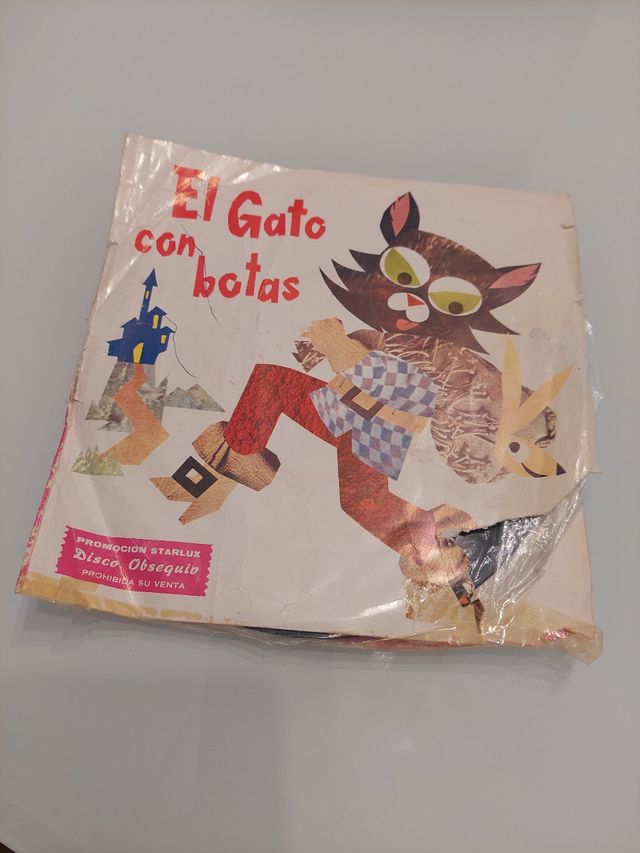 El Gato
con
botas
PROMOCION STARLUX
Disco Obsequio
PROHIBIDA SU VENTA